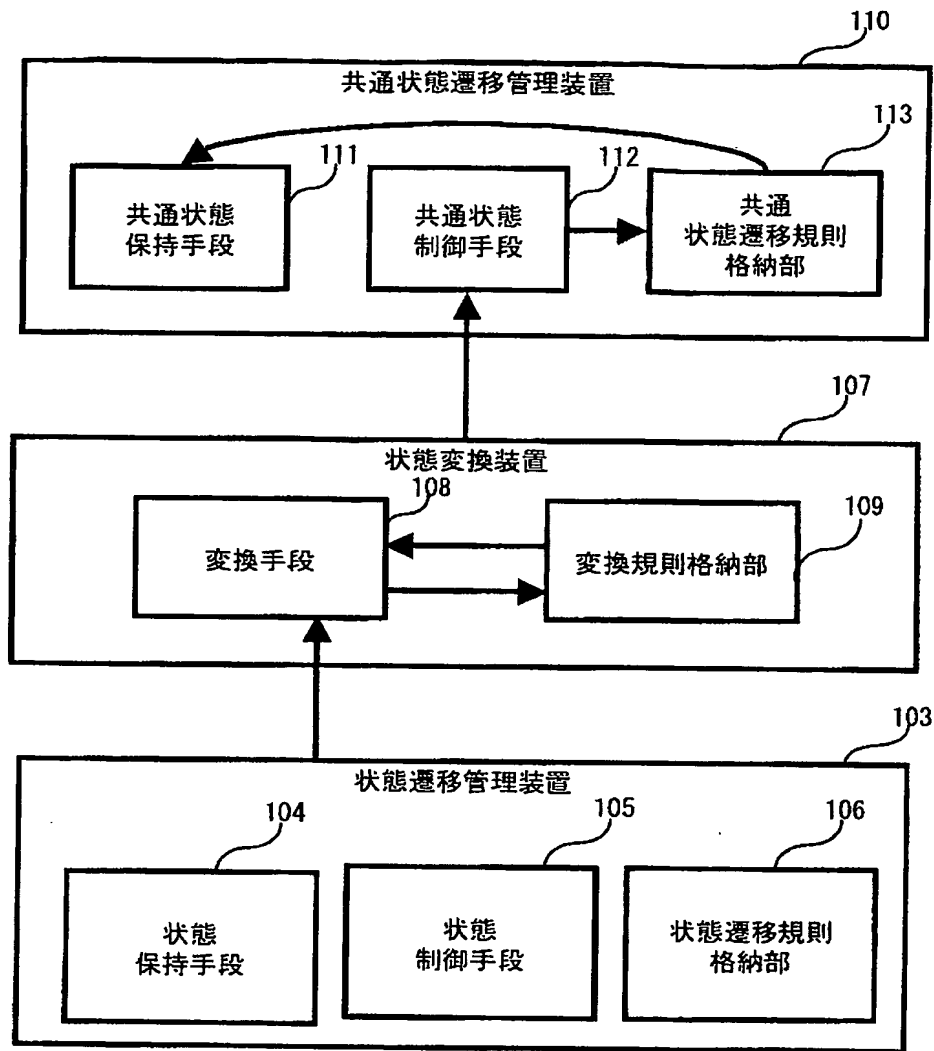 110
共通状態遷移管理装置
113
111
112
共通状態
保持手段
共通状態
制御手段
共通
状態遷移規則
格納部
107
状態変換装置
108
109
変換手段
変換規則格納部
103
状態遷移管理装置
104
105
106
状態
保持手段
状態
制御手段
状態遷移規則
格納部